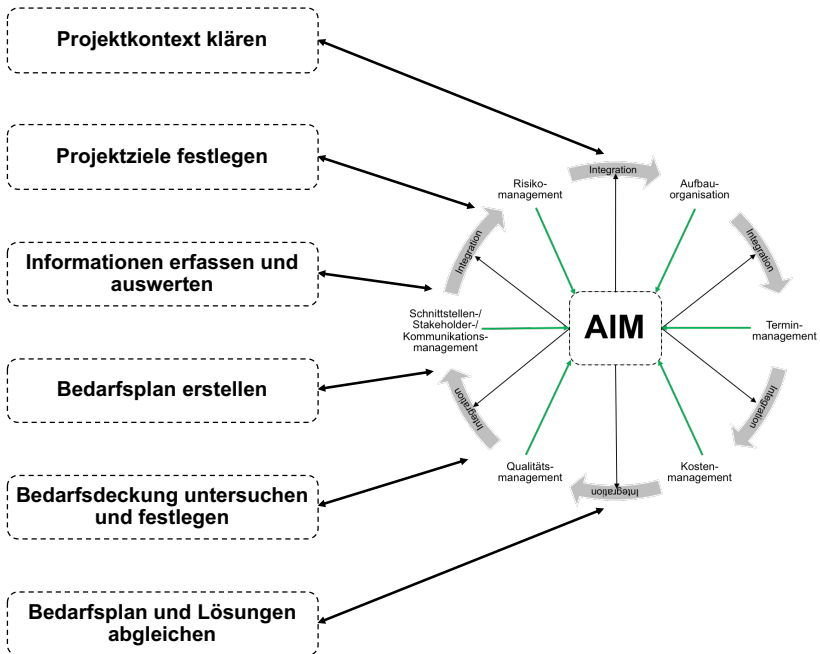 Projektkontext klären
Projektziele festlegen
Informationen erfassen und
auswerten
Bedarfsplan erstellen
Bedarfsdeckung untersuchen
und festlegen
Bedarfsplan und Lösungen
abgleichen
Integration
Risiko-
management
Aufbau-
organisation
Integration
Integration
Schnittstellen-/
Stakeholder-/
Kommunikations-
management
AIM
Termin-
management
Integration
Integration
Qualitäts-
management
Kosten-
management
Integration